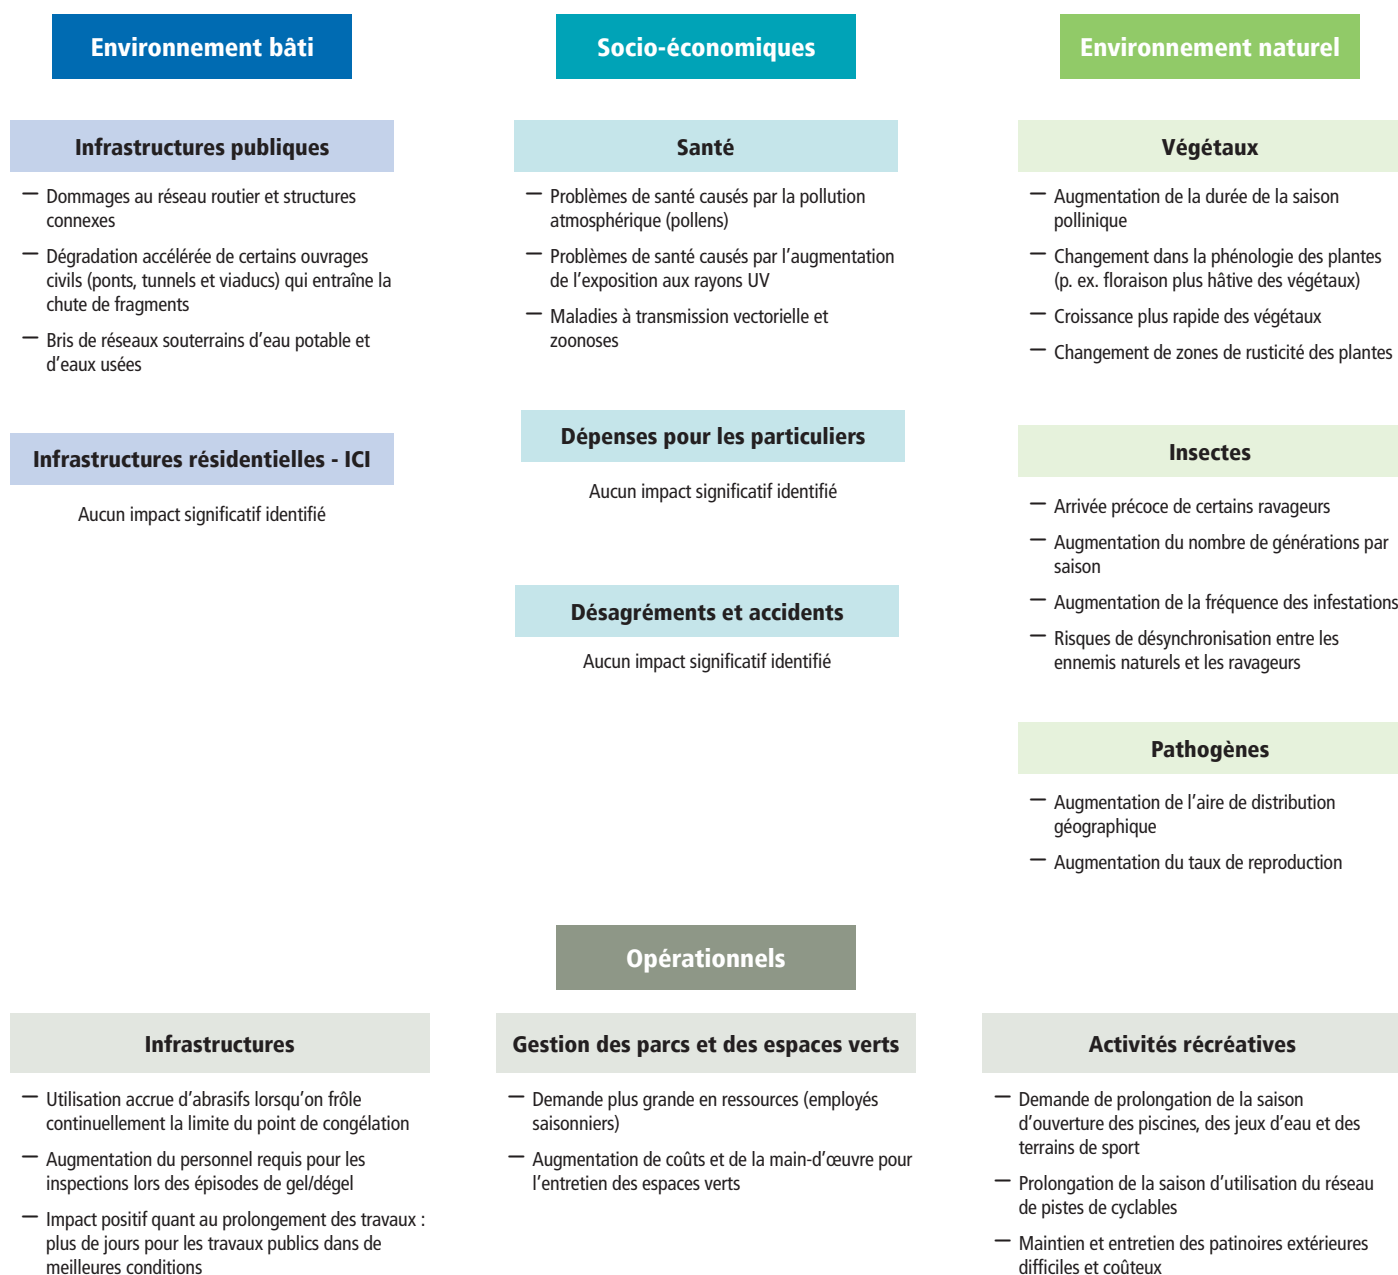 Environnement bâti
Infrastructures publiques
— Dommages au réseau routier et structures
connexes
— Dégradation accélérée de certains ouvrages
civils (ponts, tunnels et viaducs) qui entraîne la
chute de fragments
— Bris de réseaux souterrains d'eau potable et
d'eaux usées
Infrastructures résidentielles - ICI
Aucun impact significatif identifié
Socio-économiques
Santé
— Problèmes de santé causés par la pollution
atmosphérique (pollens)
— Problèmes de santé causés par l'augmentation
de l'exposition aux rayons UV
— Maladies à transmission vectorielle et
zoonoses
Dépenses pour les particuliers
Aucun impact significatif identifié
Désagréments et accidents
Aucun impact significatif identifié
Environnement naturel
Végétaux
— Augmentation de la durée de la saison
pollinique
— Changement dans la phénologie des plantes
(p. ex. floraison plus hâtive des végétaux)
— Croissance plus rapide des végétaux
— Changement de zones de rusticité des plantes
Insectes
— Arrivée précoce de certains ravageurs
— Augmentation du nombre de générations par
saison
— Augmentation de la fréquence des infestations
— Risques de désynchronisation entre les
ennemis naturels et les ravageurs
Pathogènes
— Augmentation de l'aire de distribution
géographique
— Augmentation du taux de reproduction
Opérationnels
Infrastructures
— Utilisation accrue d'abrasifs lorsqu'on frôle
continuellement la limite du point de congélation
— Augmentation du personnel requis pour les
inspections lors des épisodes de gel/dégel
— Impact positif quant au prolongement des travaux :
plus de jours pour les travaux publics dans de
meilleures conditions
Gestion des parcs et des espaces verts
— Demande plus grande en ressources (employés
saisonniers)
— Augmentation de coûts et de la main-d'œuvre pour
l'entretien des espaces verts
Activités récréatives
— Demande de prolongation de la saison
d'ouverture des piscines, des jeux d'eau et des
terrains de sport
— Prolongation de la saison d'utilisation du réseau
de pistes de cyclables
— Maintien et entretien des patinoires extérieures
difficiles et coûteux